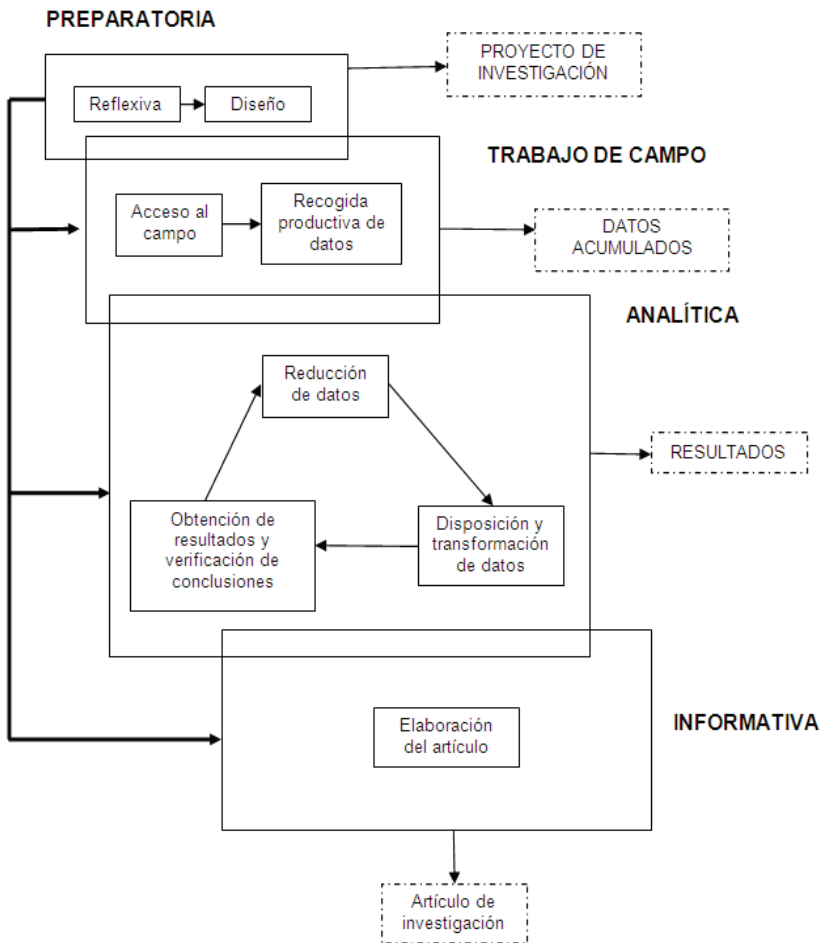 PREPARATORIA
PROYECTO DE
INVESTIGACIÓN
Reflexiva
Diseño
TRABAJO DE CAMPO
Acceso al
campo
Recogida
productiva de
datos
DATOS
ACUMULADOS
ANALÍTICA
Reducción
de datos
RESULTADOS
Obtención de
resultados y
verificación de
conclusiones
Disposición y
transformación
de datos
INFORMATIVA
Elaboración
del artículo
Artículo de
investigación